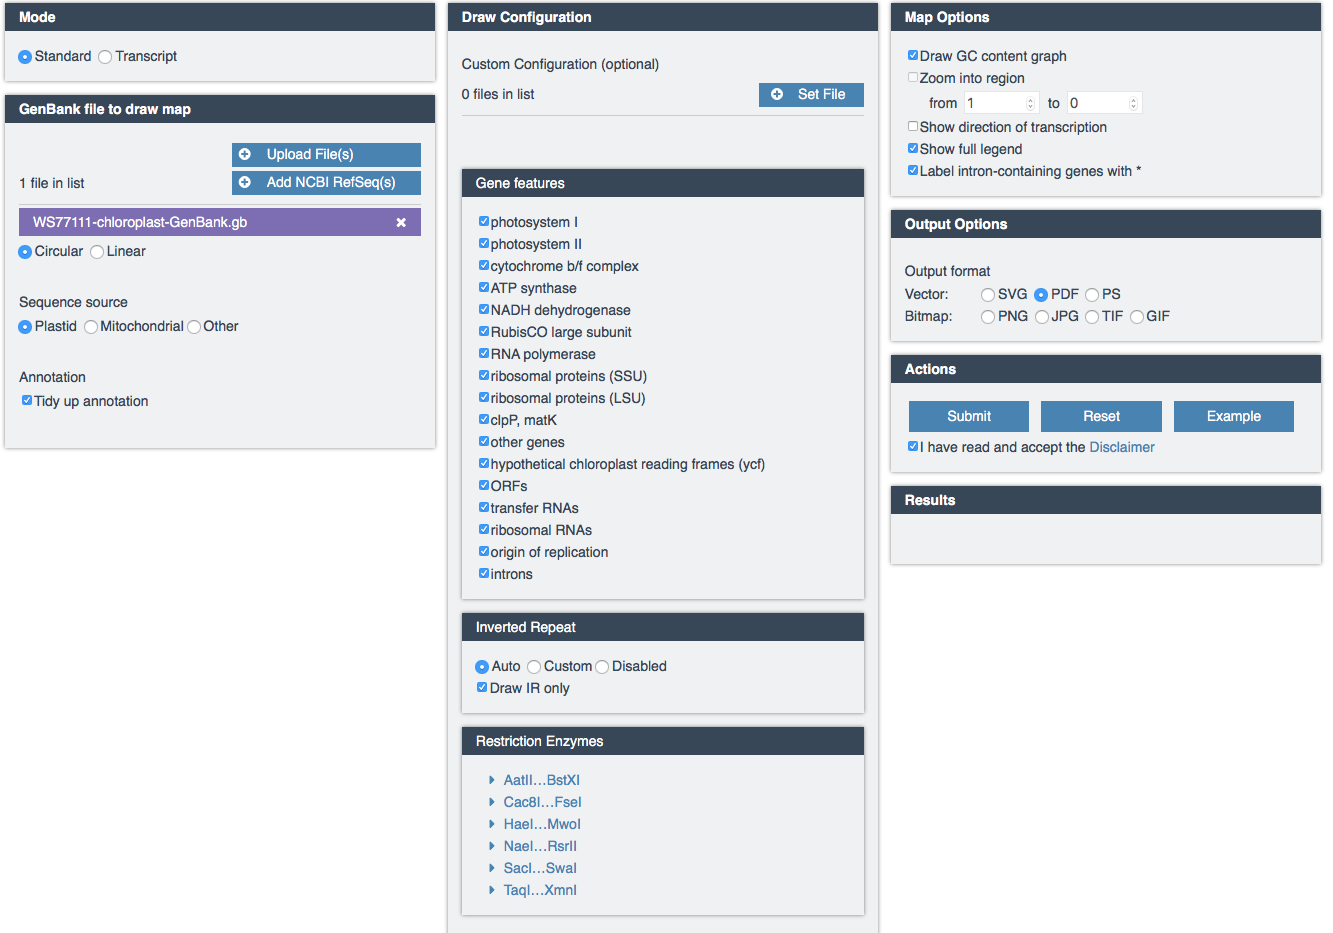 Mode
Standard Transcript
GenBank file to draw map
Upload File(s)
1 file in list
Add NCBI RefSeq(s)
WS77111-chloroplast-GenBank.gb
Circular Linear
Sequence source
Plastid Mitochondrial Other
Annotation
Tidy up annotation
Draw Configuration
Custom Configuration (optional)
0 files in list
Set File
Gene features
photosystem I
photosystem II
cytochrome b/f complex
ATP synthase
NADH dehydrogenase
RubisCO large subunit
RNA polymerase
ribosomal proteins (SSU)
ribosomal proteins (LSU)
clpP, matK
other genes
hypothetical chloroplast reading frames (ycf)
ORFs
transfer RNAs
ribosomal RNAs
origin of replication
introns
Inverted Repeat
Auto Custom Disabled
Draw IR only
Restriction Enzymes
AatII…BstXI
Cac8I…FseI
HaeI…MwoI
NaeI…RsrII
SacI…SwaI
TaqI…XmnI
Map Options
Draw GC content graph
Zoom into region
from 1 to 0
Show direction of transcription
Show full legend
Label intron-containing genes with *
Output Options
Output format
Vector: SVG PDF PS
Bitmap: PNG JPG TIF GIF
Actions
Submit Reset Example
I have read and accept the Disclaimer
Results